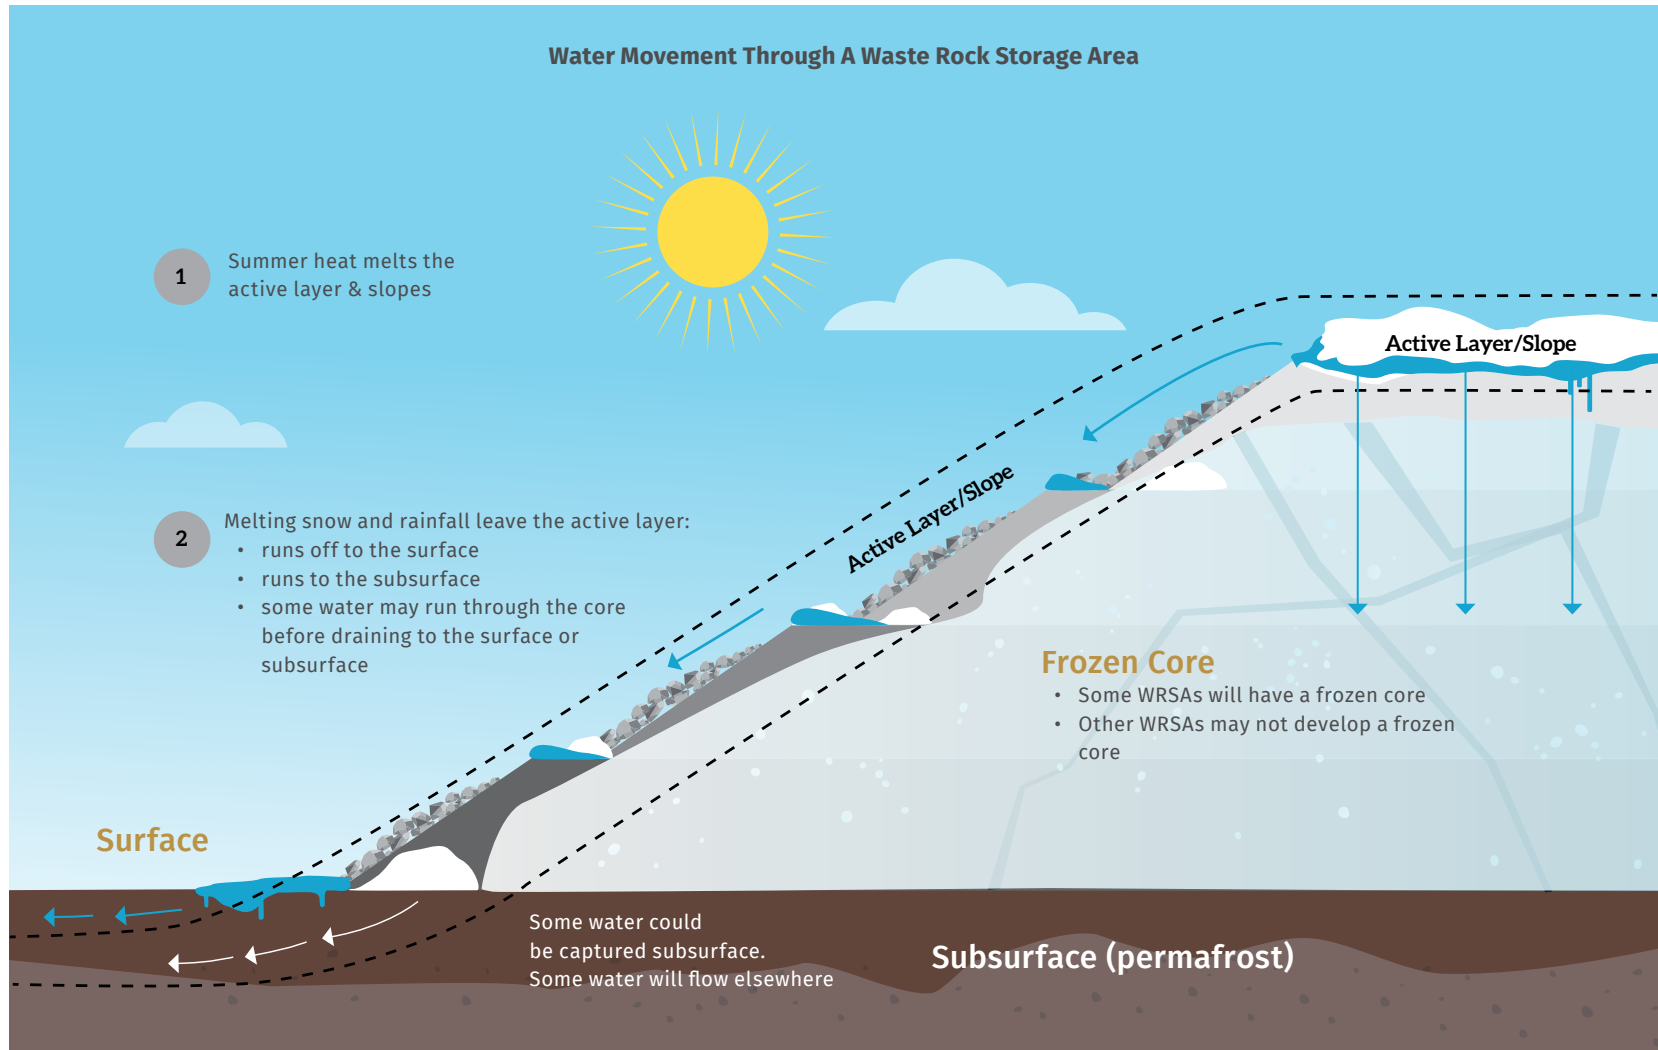 Water Movement Through A Waste Rock Storage Area
1
Summer heat melts the
active layer & slopes
Active Layer/Slope
2
Melting snow and rainfall leave the active layer:
• runs off to the surface
• runs to the subsurface
• some water may run through the core
before draining to the surface or
subsurface
Active Layer/Slope
Frozen Core
• Some WRSAs will have a frozen core
• Other WRSAs may not develop a frozen
core
Surface
Some water could
be captured subsurface.
Some water will flow elsewhere
Subsurface (permafrost)